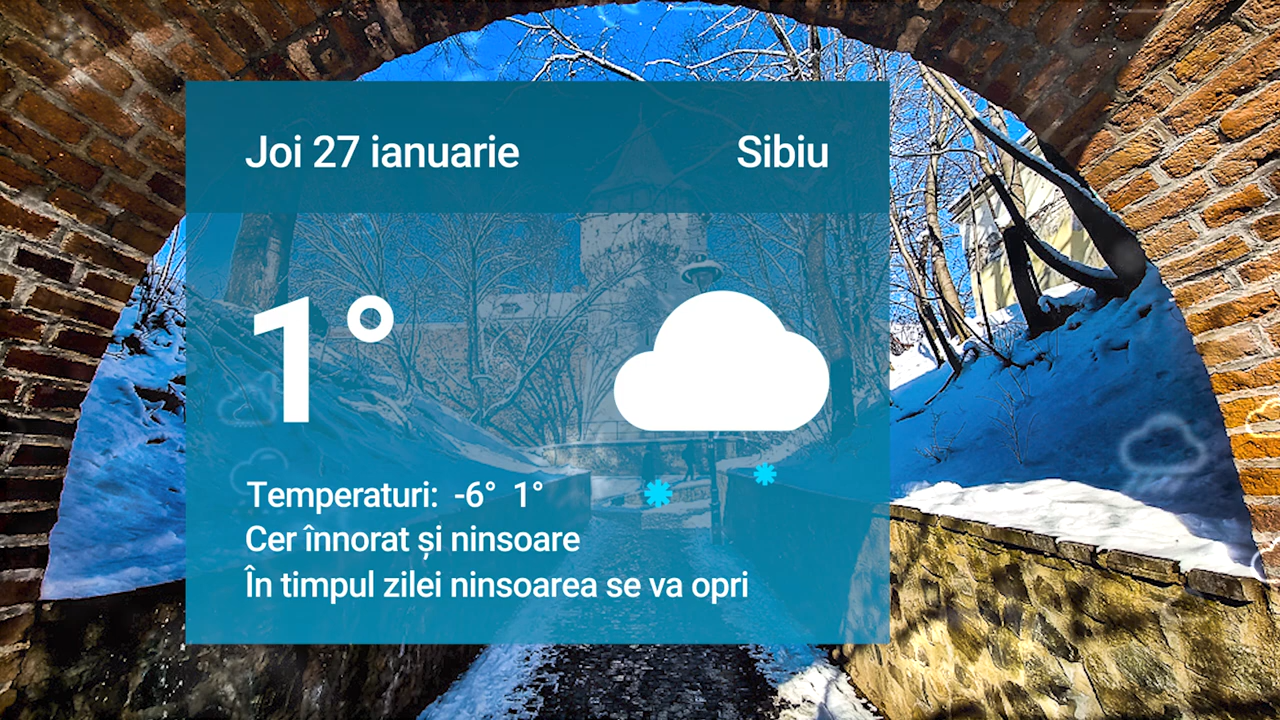 Joi 27 ianuarie Sibiu
1°
Temperaturi: -6° 1°
Cer înnorat și ninsoare
În timpul zilei ninsoarea se va opri